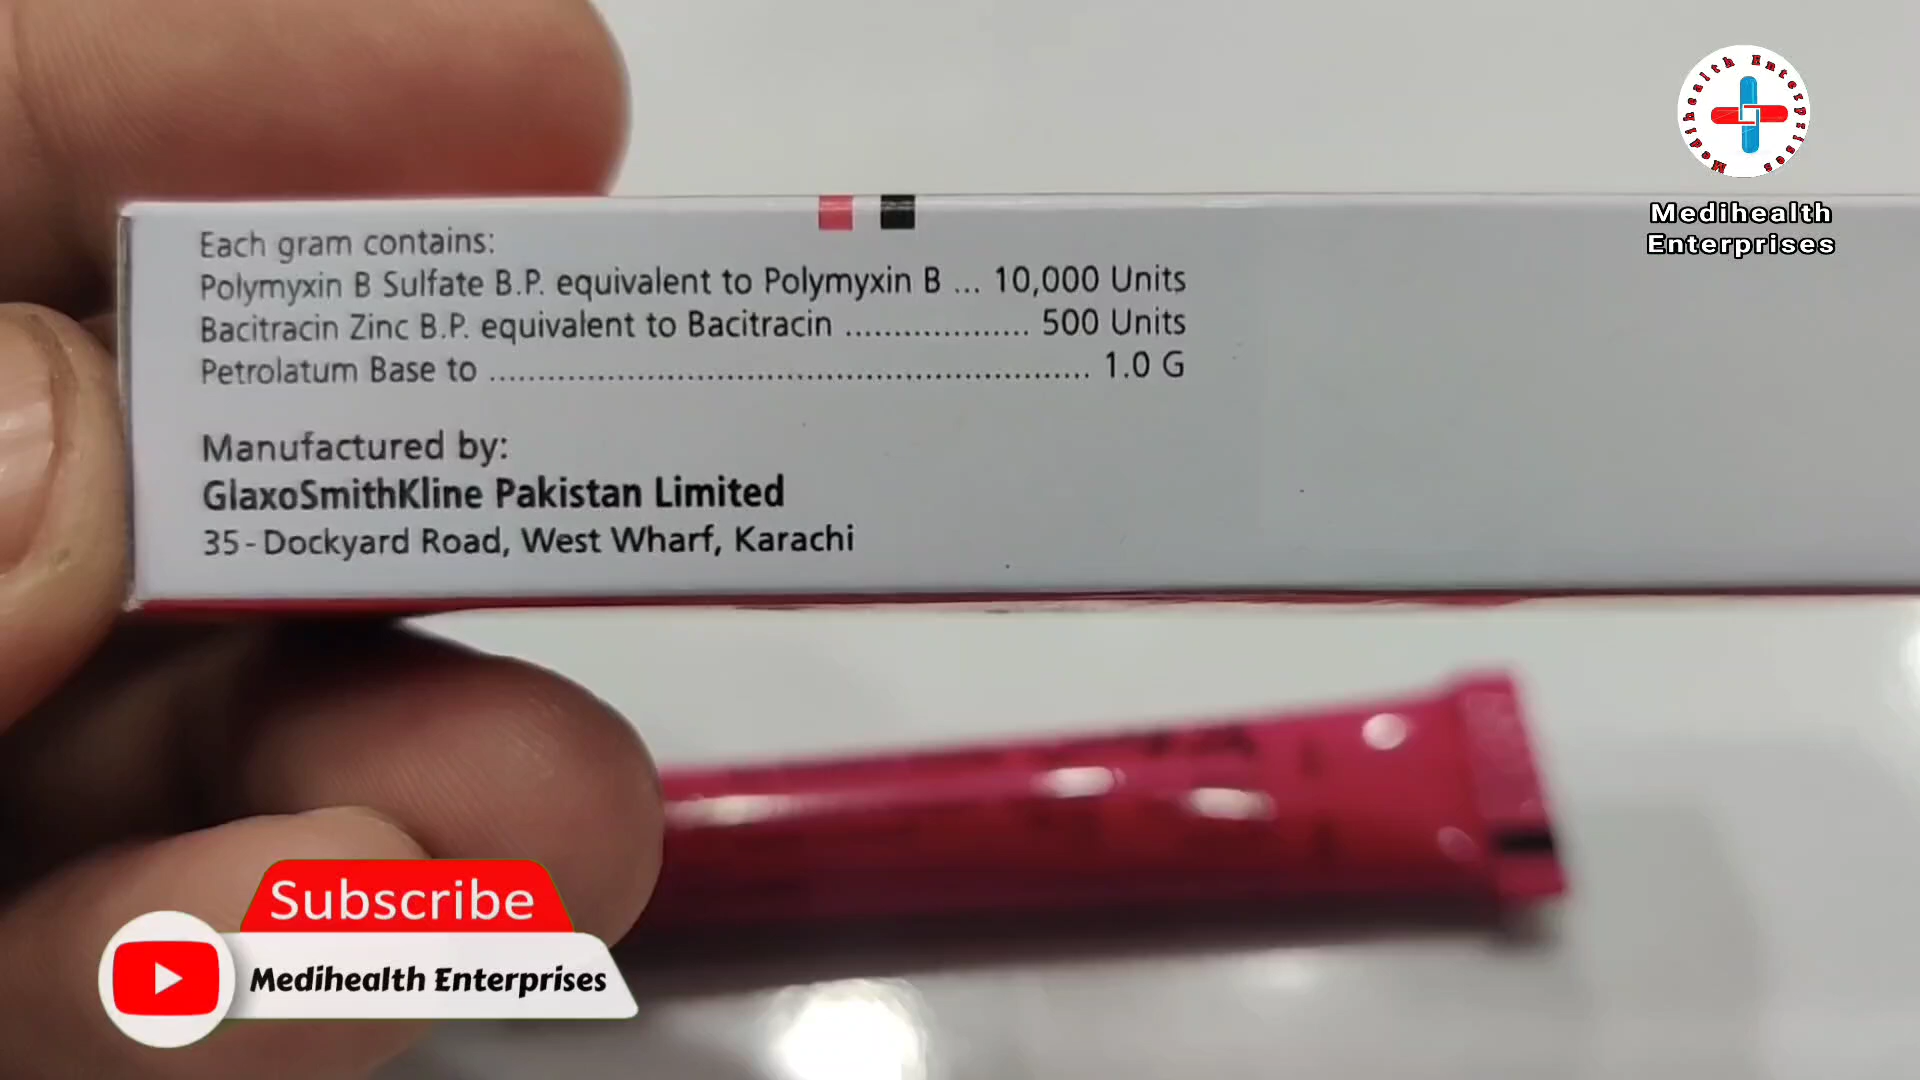 Medihealth Enterprises
Medihealth
Enterprises
Each gram contains:
Polymyxin B Sulfate B.P. equivalent to Polymyxin B ... 10,000 Units
Bacitracin Zinc B.P. equivalent to Bacitracin ................... 500 Units
Petrolatum Base to .............................................................. 1.0 G
Manufactured by:
GlaxoSmithKline Pakistan Limited
35-Dockyard Road, West Wharf, Karachi
Subscribe
Medihealth Enterprises